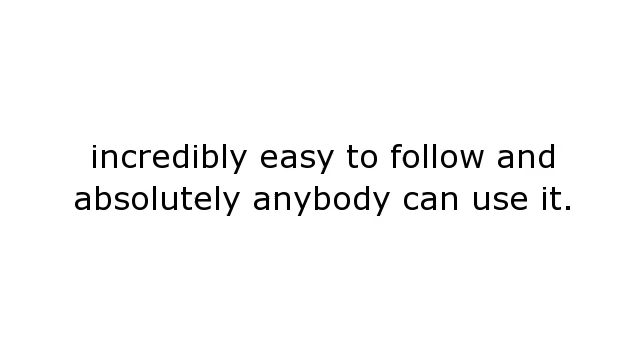 incredibly easy to follow and
absolutely anybody can use it.